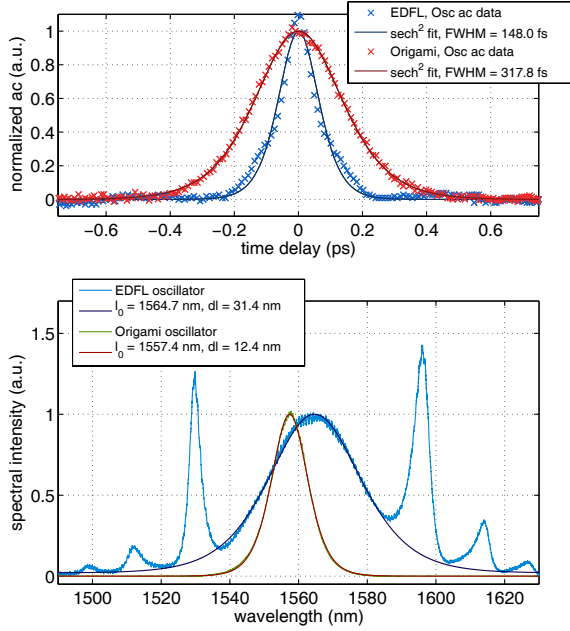 EDFL, Osc ac data
sech² fit, FWHM = 148.0 fs
Origami, Osc ac data
sech² fit, FWHM = 317.8 fs
normalized ac (a.u.)
1
0.8
0.6
0.4
0.2
0
−0.6 −0.4 −0.2 0 0.2 0.4 0.6
time delay (ps)
EDFL oscillator
l₀ = 1564.7 nm, dl = 31.4 nm
Origami oscillator
l₀ = 1557.4 nm, dl = 12.4 nm
spectral intensity (a.u.)
1.5
1
0.5
0
1500 1520 1540 1560 1580 1600 1620
wavelength (nm)